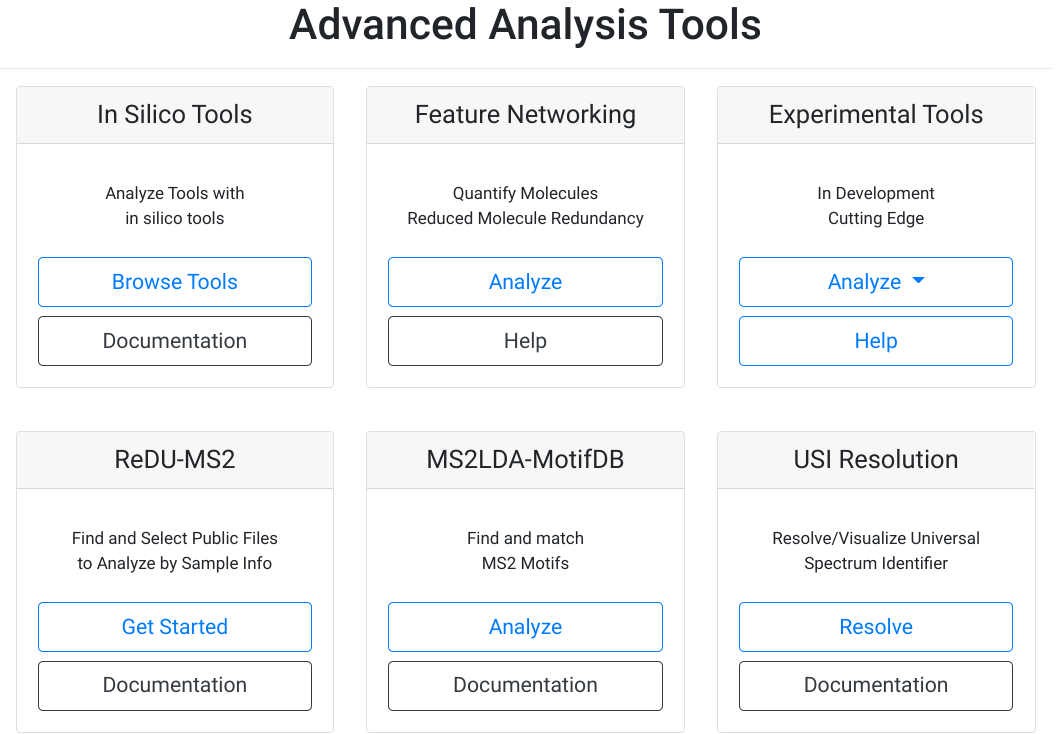 Advanced Analysis Tools
In Silico Tools
Analyze Tools with
in silico tools
Browse Tools
Documentation
Feature Networking
Quantify Molecules
Reduced Molecule Redundancy
Analyze
Help
Experimental Tools
In Development
Cutting Edge
Analyze
Help
ReDU-MS2
Find and Select Public Files
to Analyze by Sample Info
Get Started
Documentation
MS2LDA-MotifDB
Find and match
MS2 Motifs
Analyze
Documentation
USI Resolution
Resolve/Visualize Universal
Spectrum Identifier
Resolve
Documentation